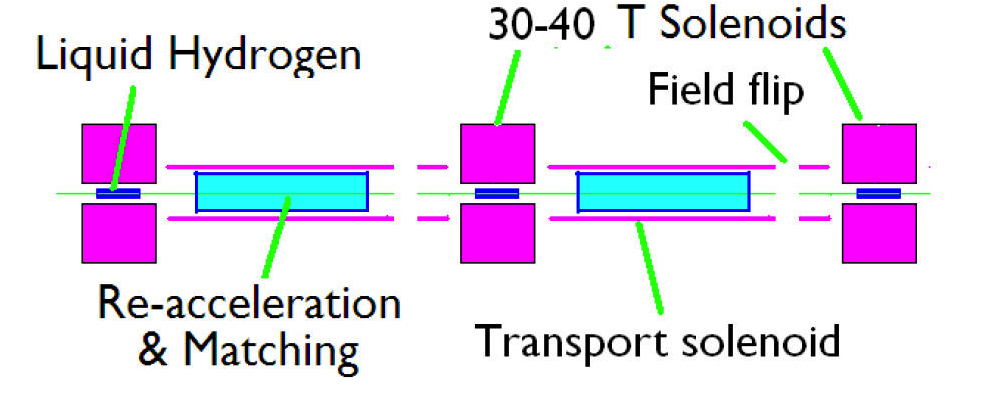 30-40 T Solenoids
Liquid Hydrogen
Field flip
Re-acceleration
& Matching
Transport solenoid